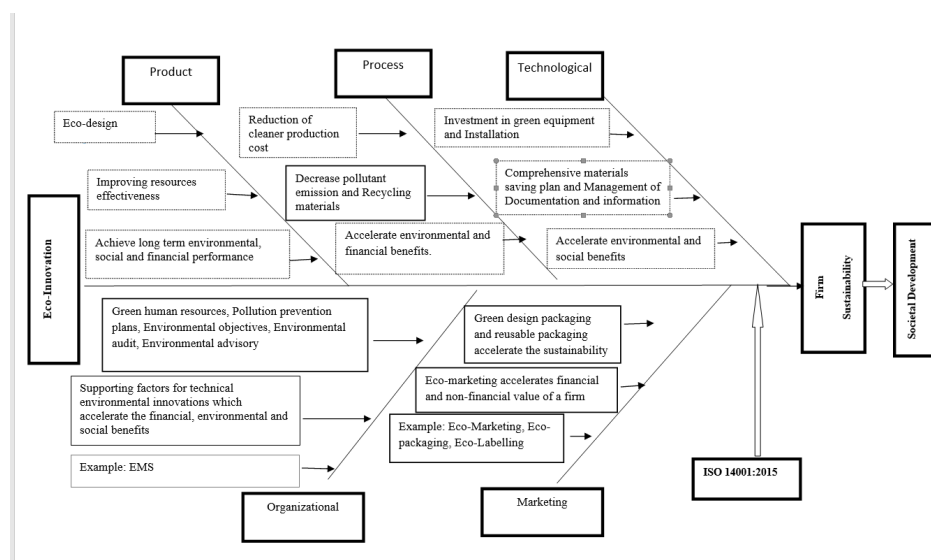 Product
Process
Technological
Eco-design
Reduction of
cleaner production
cost
Investment in green equipment
and Installation
Improving resources
effectiveness
Decrease pollutant
emission and Recycling
materials
Comprehensive materials
saving plan and Management of
Documentation and information
Achieve long term environmental,
social and financial performance
Accelerate environmental and
financial benefits.
Accelerate environmental and
social benefits
Eco-Innovation
Firm
Sustainability
Societal Development
Green human resources, Pollution prevention
plans, Environmental objectives, Environmental
audit, Environmental advisory
Green design packaging
and reusable packaging
accelerate the sustainability
Supporting factors for technical
environmental innovations which
accelerate the financial, environmental and
social benefits
Eco-marketing accelerates financial
and non-financial value of a firm
Example: Eco-Marketing, Eco-
packaging, Eco-Labelling
Example: EMS
ISO 14001:2015
Organizational
Marketing